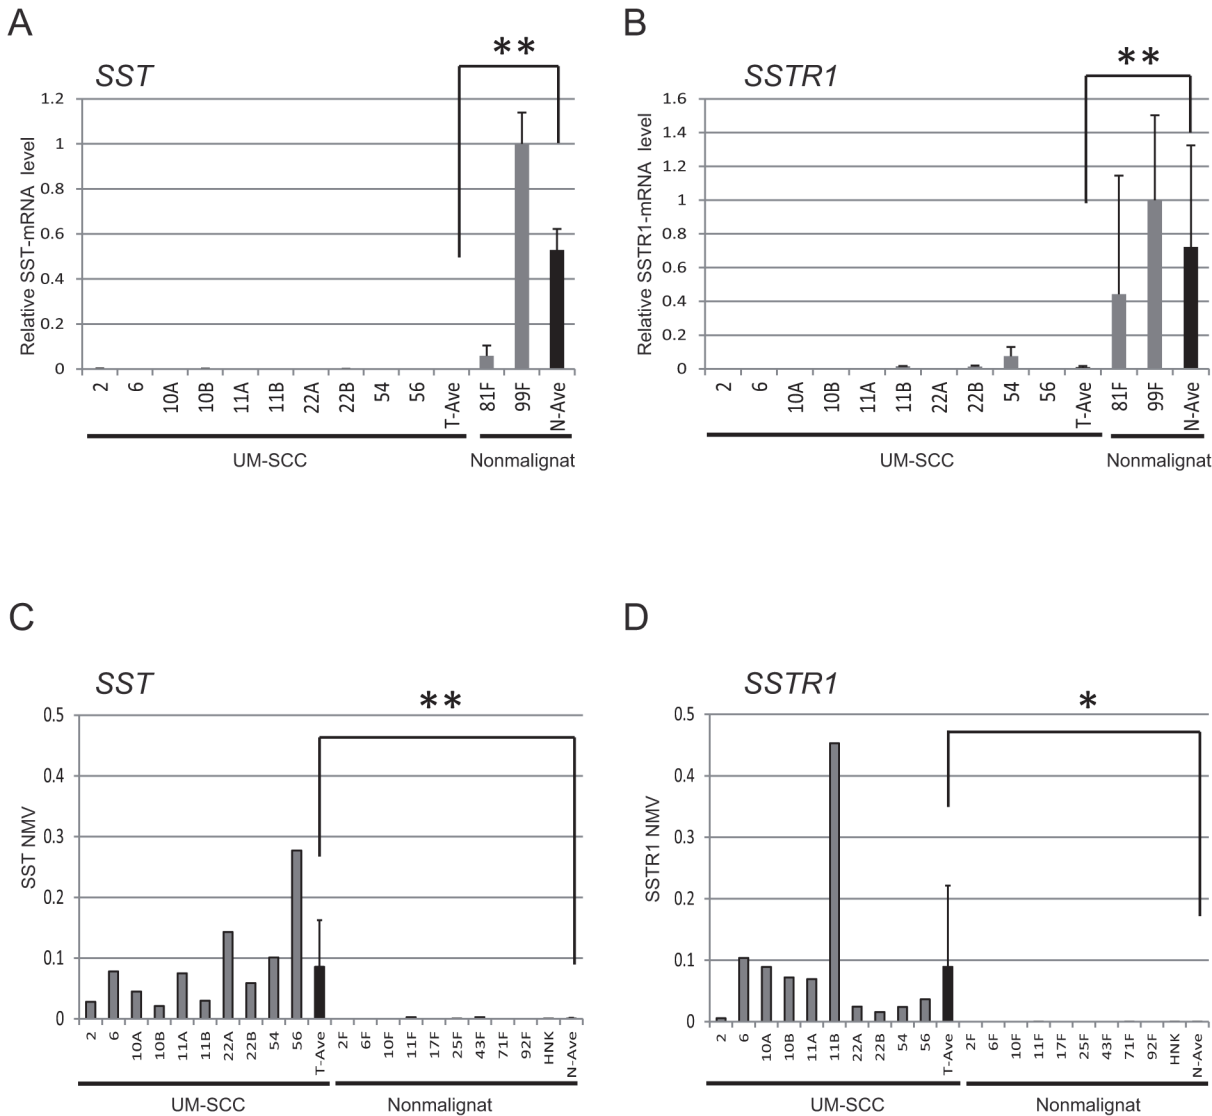 A
SST
**
Relative SST-mRNA level
1.2
1
0.8
0.6
0.4
0.2
0
2 6 10A 10B 11A 11B 22A 22B 54 56 T-Ave 81F 99F N-Ave
UM-SCC Nonmalignat
B
SSTR1
**
Relative SSTR1-mRNA level
1.6
1.4
1.2
1
0.8
0.6
0.4
0.2
0
2 6 10A 10B 11A 11B 22A 22B 54 56 T-Ave 81F 99F N-Ave
UM-SCC Nonmalignat
C
SST
**
SST NMV
0.5
0.4
0.3
0.2
0.1
0
2 6 10A 10B 11A 11B 22A 22B 54 56 T-Ave 2F 6F 10F 11F 17F 25F 43F 71F 92F HNK N-Ave
UM-SCC Nonmalignat
D
SSTR1
*
SSTR1 NMV
0.5
0.4
0.3
0.2
0.1
0
2 6 10A 10B 11A 11B 22A 22B 54 56 T-Ave 2F 6F 10F 11F 17F 25F 43F 71F 92F HNK N-Ave
UM-SCC Nonmalignat